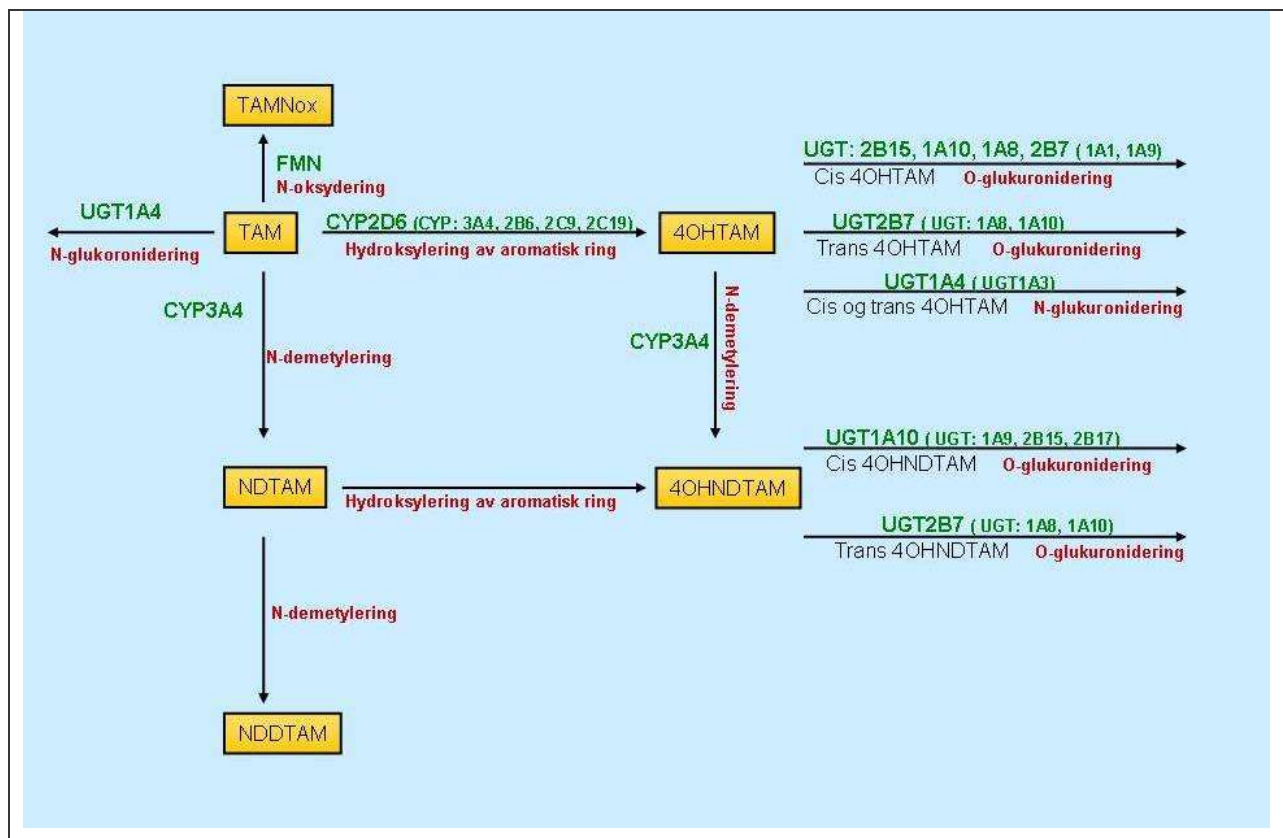 TAMNox
FMN
N-oksydering
UGT1A4
N-glukoronidering
TAM
CYP2D6 (CYP: 3A4, 2B6, 2C9, 2C19)
Hydroksylering av aromatisk ring
4OHTAM
UGT: 2B15, 1A10, 1A8, 2B7 ( 1A1, 1A9)
Cis 4OHTAM O-glukuronidering
UGT2B7 ( UGT: 1A8, 1A10)
Trans 4OHTAM O-glukuronidering
UGT1A4 ( UGT1A3)
Cis og trans 4OHTAM N-glukuronidering
CYP3A4
N-demetylering
CYP3A4
N-demetylering
NDTAM
Hydroksylering av aromatisk ring
4OHNDTAM
UGT1A10 ( UGT: 1A9, 2B15, 2B17)
Cis 4OHNDTAM O-glukuronidering
UGT2B7 ( UGT: 1A8, 1A10)
Trans 4OHNDTAM O-glukuronidering
N-demetylering
NDDTAM